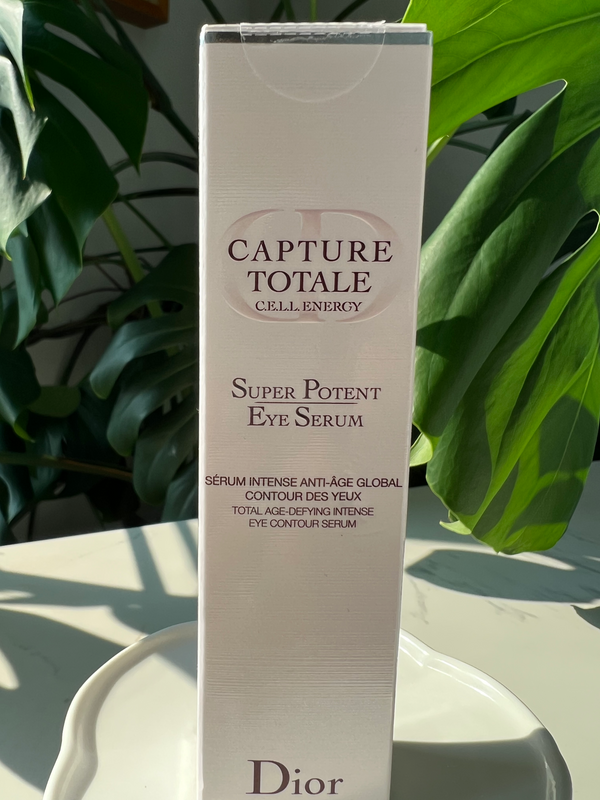 CAPTURE
TOTALE
C.E.L.L. ENERGY
SUPER POTENT
EYE SERUM
SÉRUM INTENSE ANTI-ÂGE GLOBAL
CONTOUR DES YEUX
TOTAL AGE-DEFYING INTENSE
EYE CONTOUR SERUM
Dior